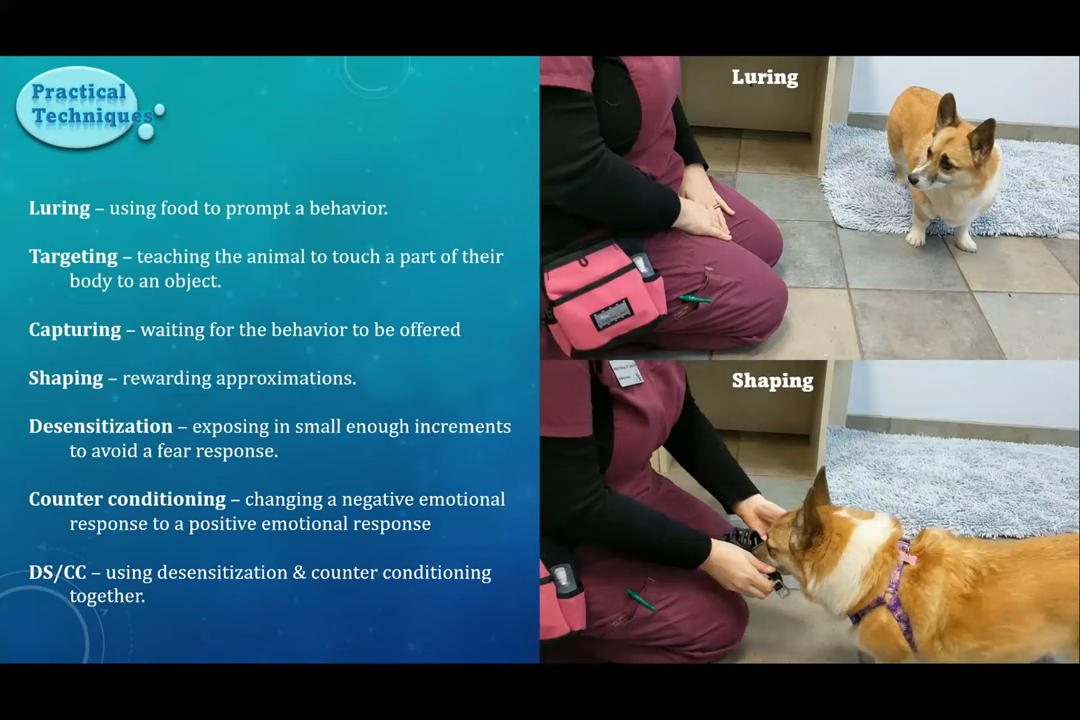 Practical
Techniques
Luring – using food to prompt a behavior.
Targeting – teaching the animal to touch a part of their
body to an object.
Capturing – waiting for the behavior to be offered
Shaping – rewarding approximations.
Desensitization – exposing in small enough increments
to avoid a fear response.
Counter conditioning – changing a negative emotional
response to a positive emotional response
DS/CC – using desensitization & counter conditioning
together.
Luring
Shaping